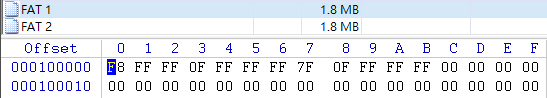 FAT 1 1.8 MB
FAT 2 1.8 MB
Offset 0 1 2 3 4 5 6 7 8 9 A B C D E F
000100000 F8 FF FF 0F FF FF FF 7F 0F FF FF FF 00 00 00 00
000100010 00 00 00 00 00 00 00 00 00 00 00 00 00 00 00 00